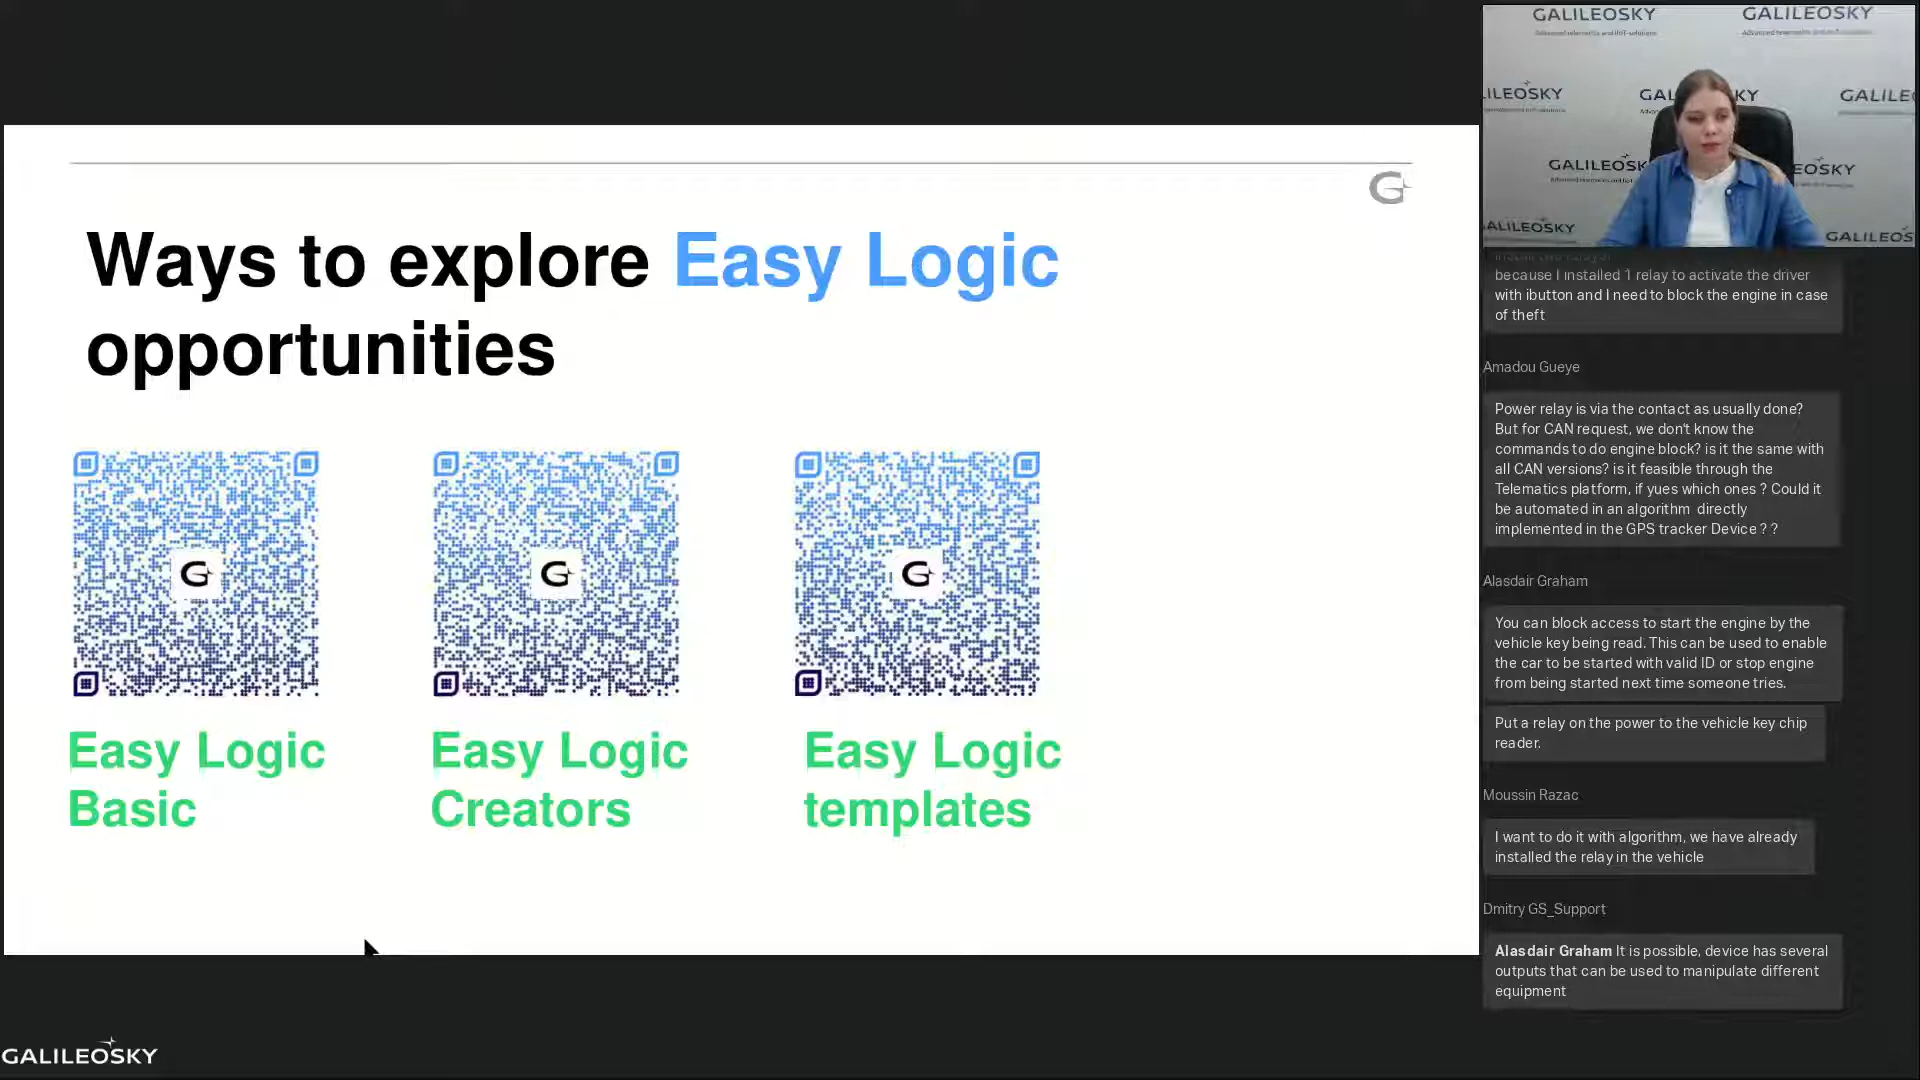 Ways to explore Easy Logic
opportunities
Easy Logic
Basic
Easy Logic
Creators
Easy Logic
templates
GALILEOSKY
GALILEOSKY
GALILEOSKY
because I installed 1 relay to activate the driver
with ibutton and I need to block the engine in case
of theft
Amadou Gueye
Power relay is via the contact as usually done?
But for CAN request, we don't know the
commands to do engine block? is it the same with
all CAN versions? is it feasible through the
Telematics platform, if yues which ones ? Could it
be automated in an algorithm directly
implemented in the GPS tracker Device ? ?
Alasdair Graham
You can block access to start the engine by the
vehicle key being read. This can be used to enable
the car to be started with valid ID or stop engine
from being started next time someone tries.
Put a relay on the power to the vehicle key chip
reader.
Moussin Razac
I want to do it with algorithm, we have already
installed the relay in the vehicle
Dmitry GS_Support
Alasdair Graham It is possible, device has several
outputs that can be used to manipulate different
equipment